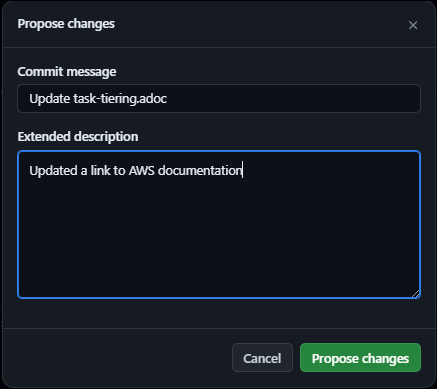 Propose changes
Commit message
Update task-tiering.adoc
Extended description
Updated a link to AWS documentation
Cancel
Propose changes